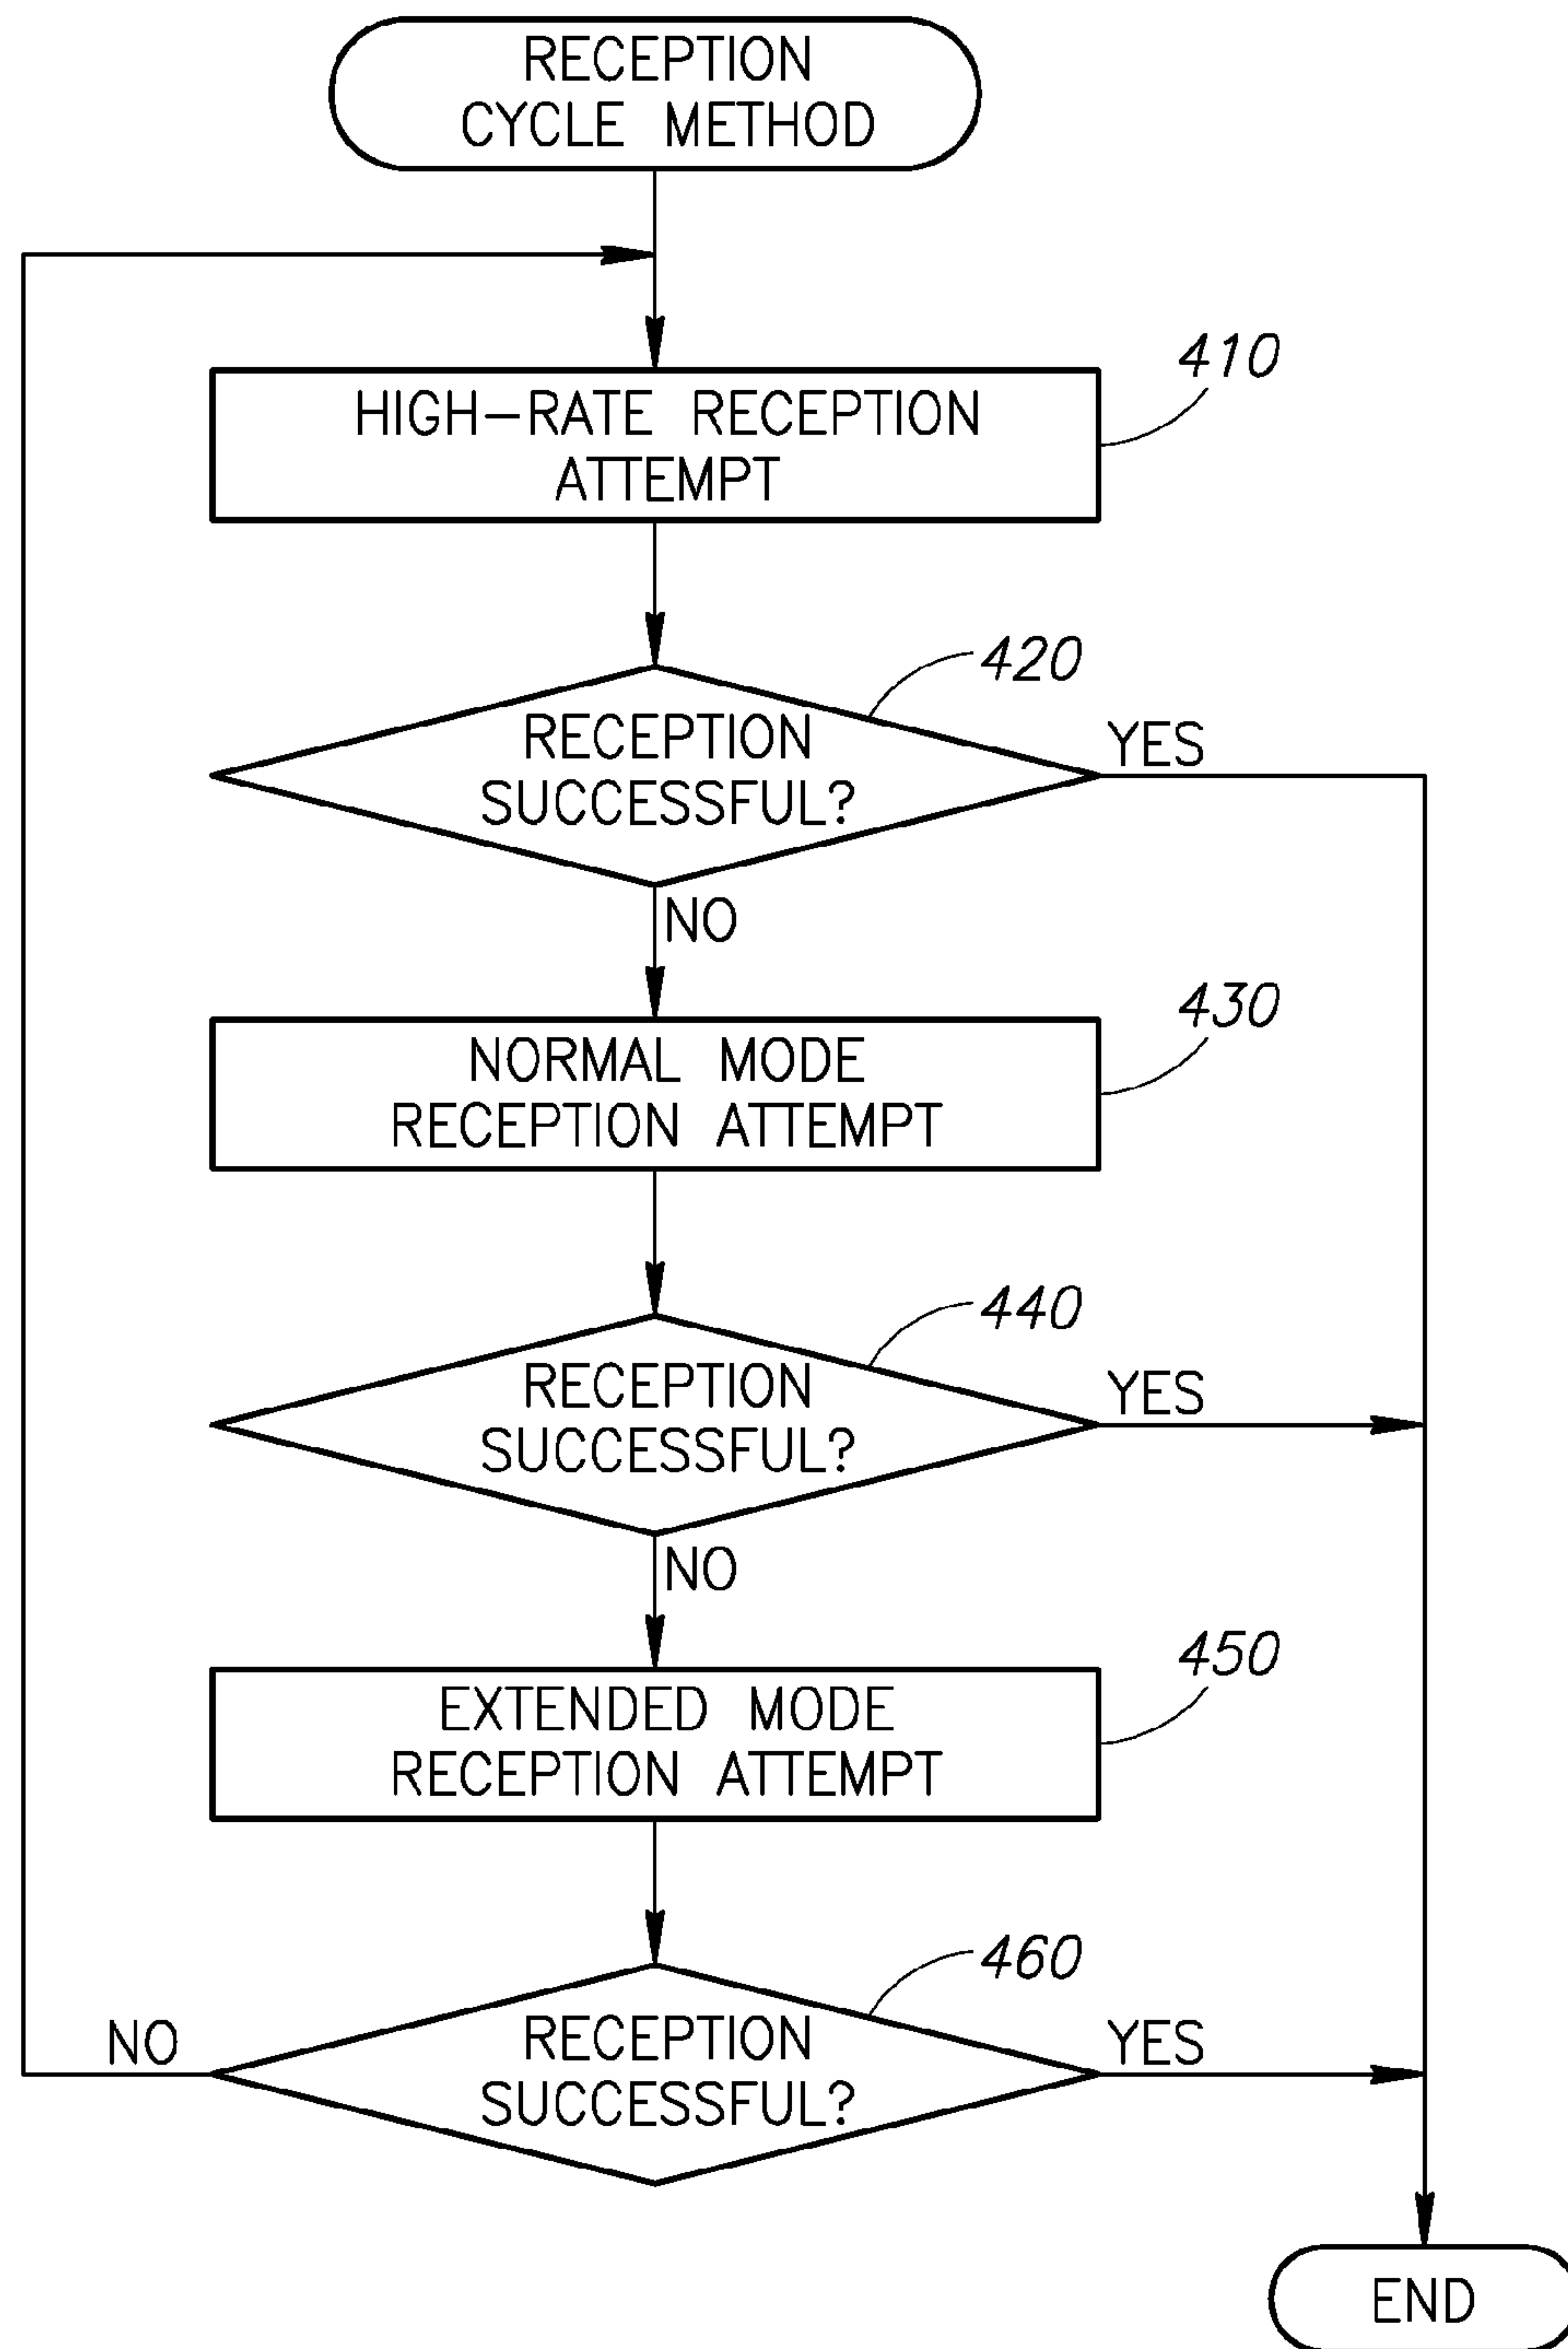 RECEPTION
CYCLE METHOD
410
HIGH-RATE RECEPTION
ATTEMPT
420
RECEPTION
SUCCESSFUL?
YES
NO
430
NORMAL MODE
RECEPTION ATTEMPT
440
RECEPTION
SUCCESSFUL?
YES
NO
450
EXTENDED MODE
RECEPTION ATTEMPT
460
NO
RECEPTION
SUCCESSFUL?
YES
END